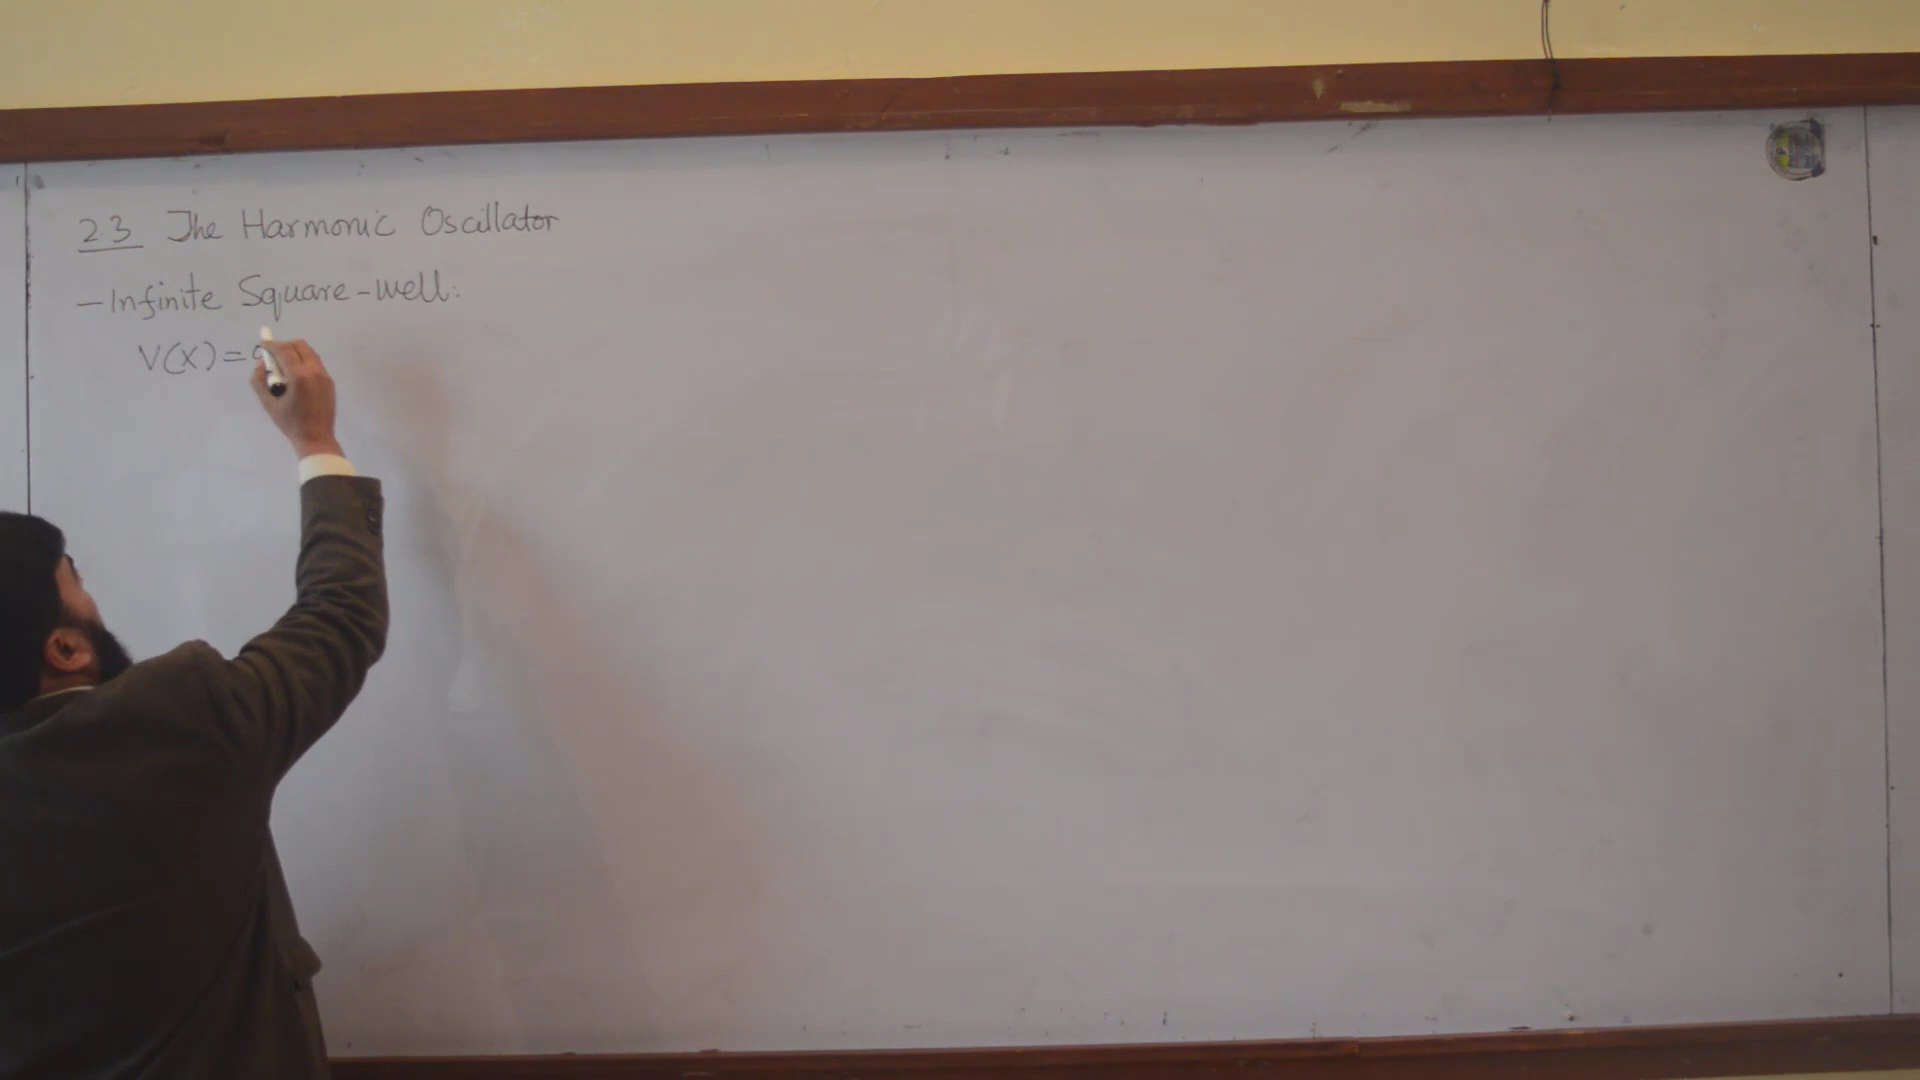 2.3 The Harmonic Oscillator
- Infinite Square-well:
V(x) =